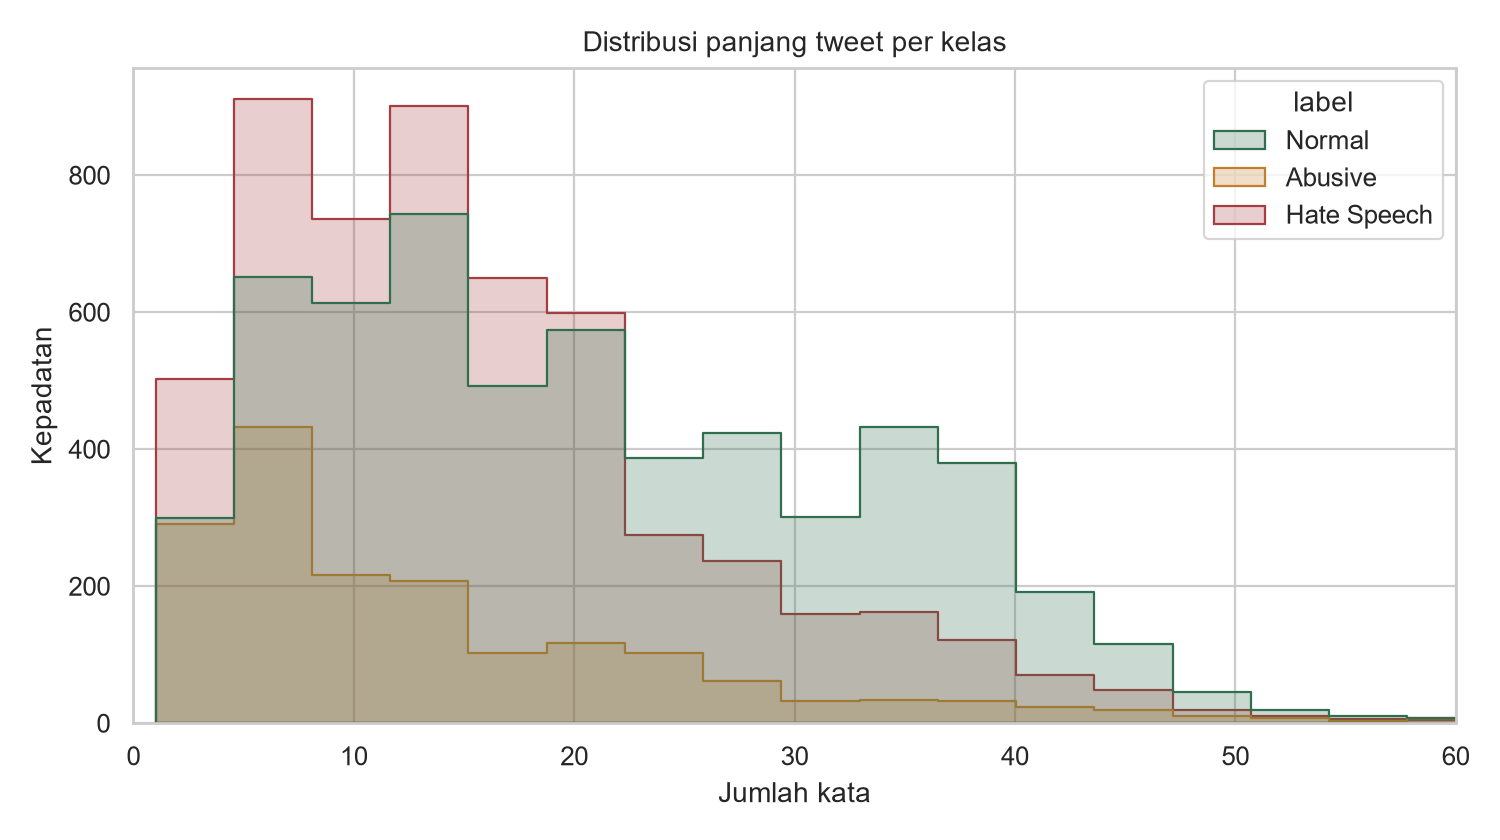 Distribusi panjang tweet per kelas
label
Normal
Abusive
Hate Speech
Kepadatan
800
600
400
200
0
0 10 20 30 40 50 60
Jumlah kata